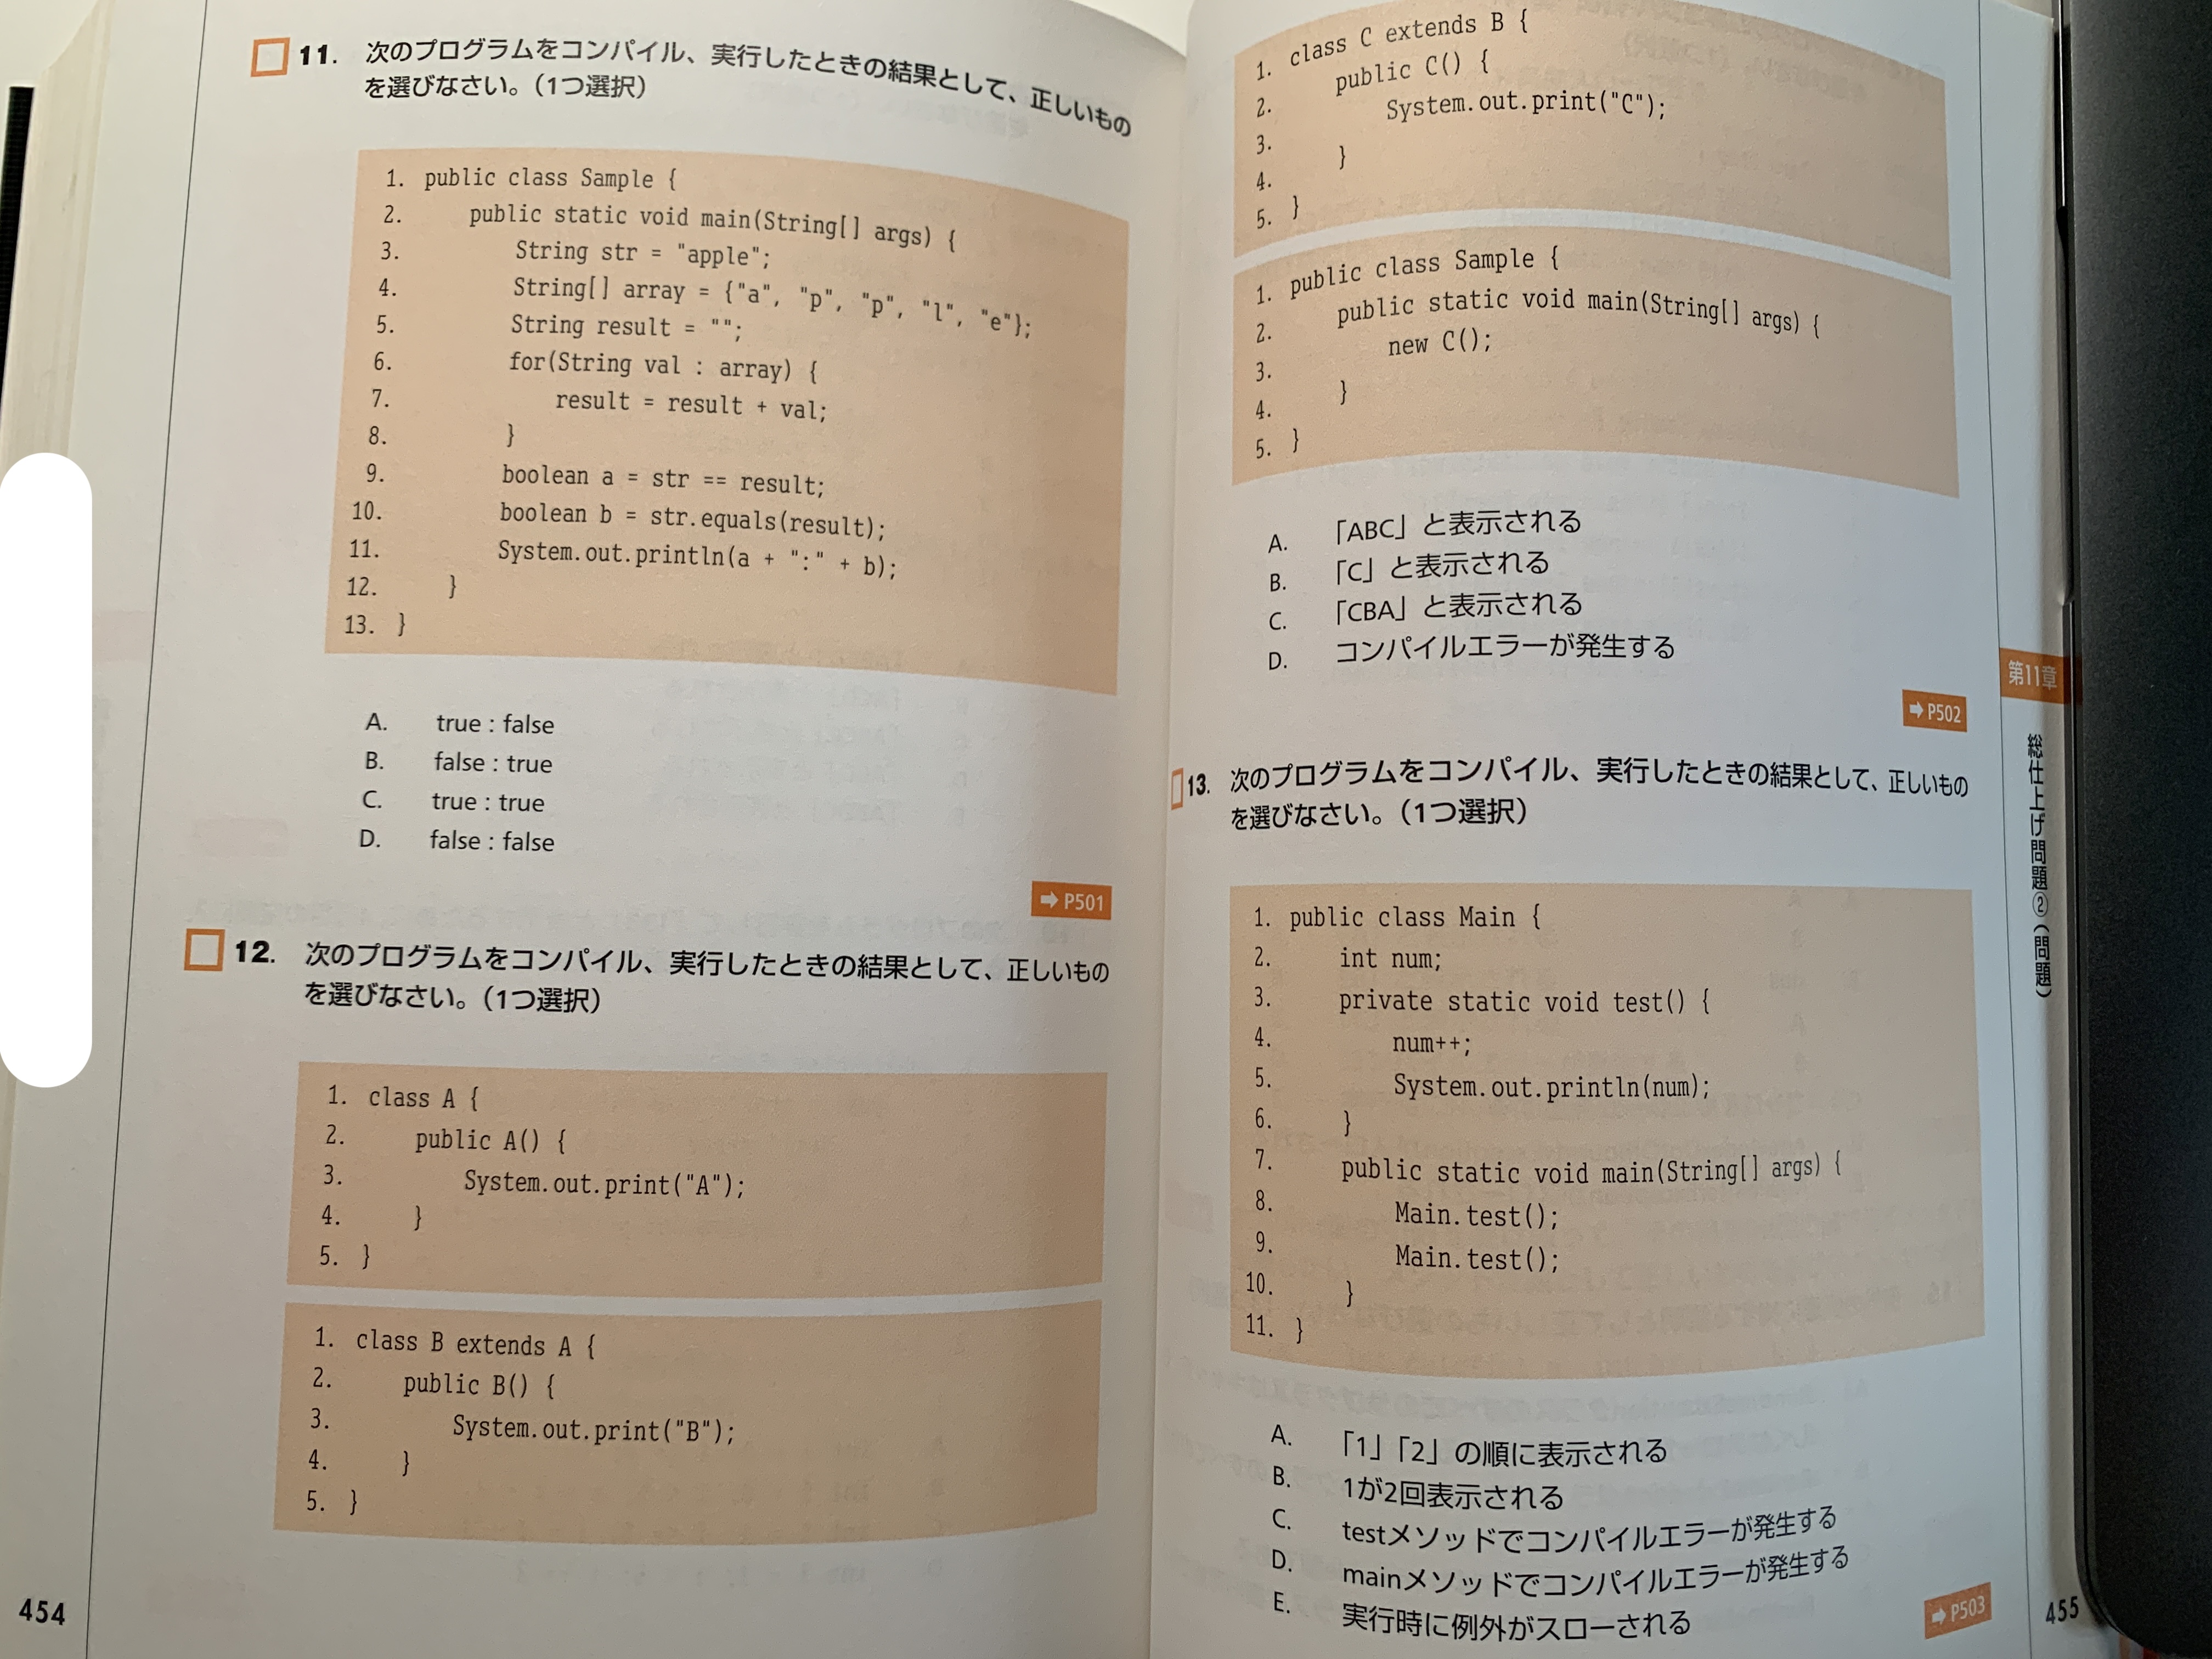 11. 次のプログラムをコンパイル、実行したときの結果として、正しいもの
を選びなさい。（1つ選択）
1. public class Sample {
2. public static void main(String[] args) {
3. String str = "apple";
4. String[] array = {"a", "p", "p", "l", "e"};
5. String result = "";
6. for(String val : array) {
7. result = result + val;
8. }
9. boolean a = str == result;
10. boolean b = str.equals(result);
11. System.out.println(a + ":" + b);
12. }
13. }
A. true : false
B. false : true
C. true : true
D. false : false
➡ P501
12. 次のプログラムをコンパイル、実行したときの結果として、正しいもの
を選びなさい。（1つ選択）
1. class A {
2. public A() {
3. System.out.print("A");
4. }
5. }
1. class B extends A {
2. public B() {
3. System.out.print("B");
4. }
5. }
454
1. class C extends B {
2. public C() {
3. System.out.print("C");
4. }
5. }
1. public class Sample {
2. public static void main(String[] args) {
3. new C();
4. }
5. }
A. 「ABC」と表示される
B. 「C」と表示される
C. 「CBA」と表示される
D. コンパイルエラーが発生する
➡ P502
13. 次のプログラムをコンパイル、実行したときの結果として、正しいもの
を選びなさい。（1つ選択）
1. public class Main {
2. int num;
3. private static void test() {
4. num++;
5. System.out.println(num);
6. }
7. public static void main(String[] args) {
8. Main.test();
9. Main.test();
10. }
11. }
A. 「1」「2」の順に表示される
B. 1が2回表示される
C. testメソッドでコンパイルエラーが発生する
D. mainメソッドでコンパイルエラーが発生する
E. 実行時に例外がスローされる
➡ P503
第11章
総仕上げ問題②（問題）
455